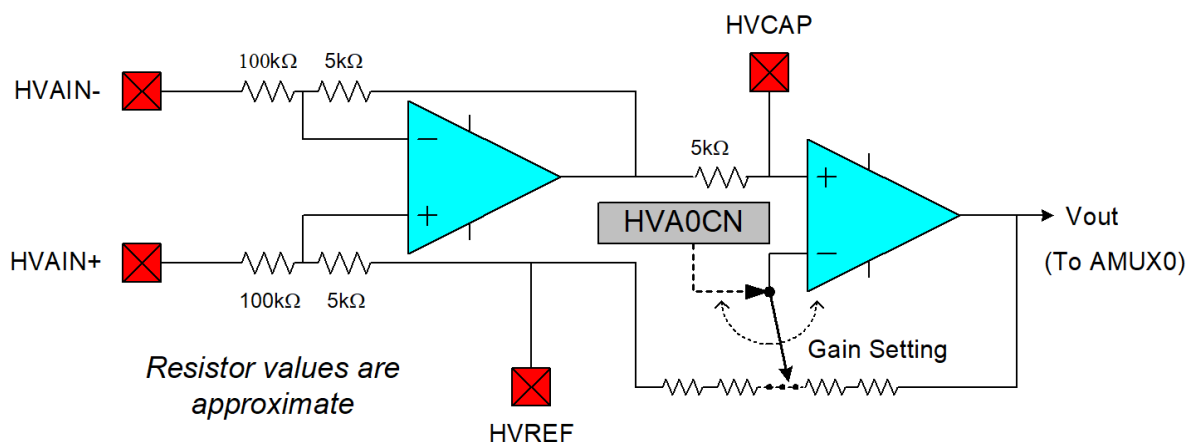 HVCAP
100kΩ 5kΩ
HVAIN-
−
5kΩ
+
+
HVA0CN
Vout
HVAIN+
−
(To AMUX0)
100kΩ 5kΩ
Gain Setting
Resistor values are
approximate
HVREF